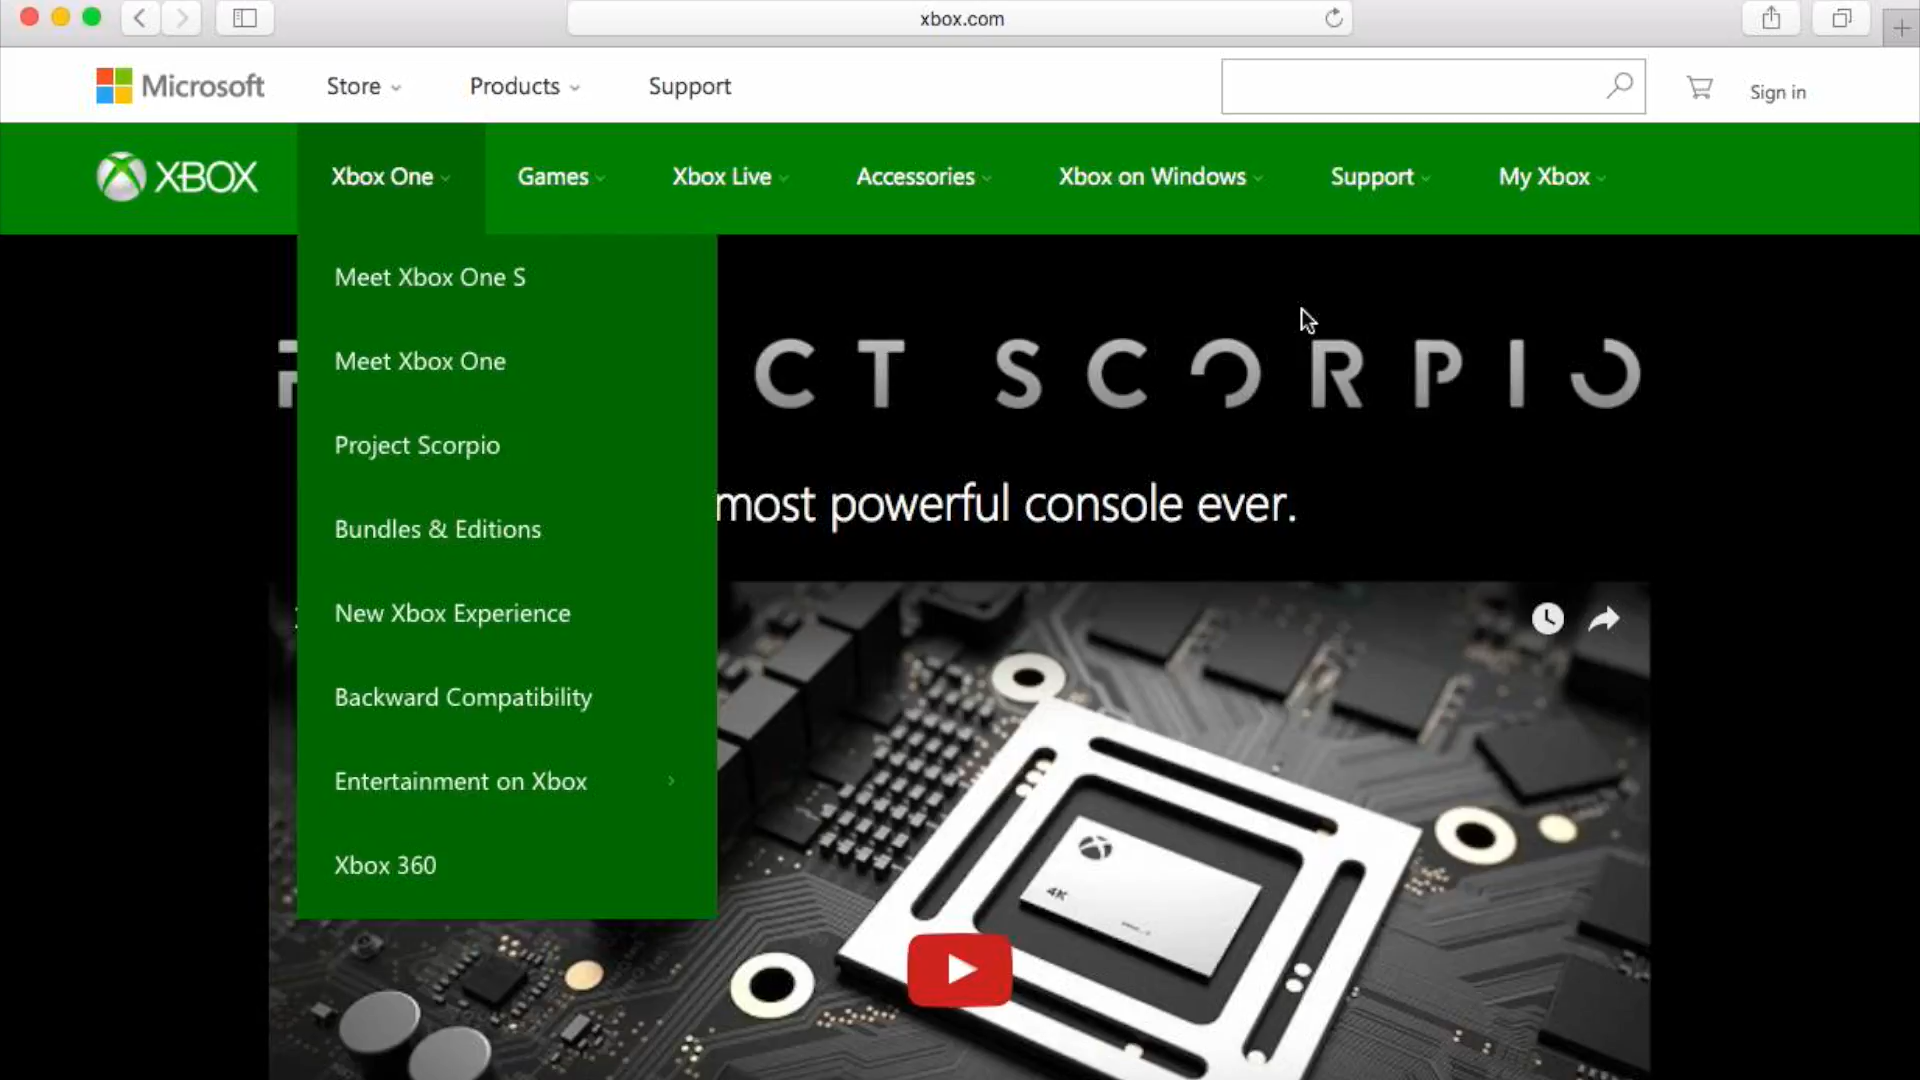 xbox.com
Microsoft Store Products Support Sign in
XBOX Xbox One Games Xbox Live Accessories Xbox on Windows Support My Xbox
Meet Xbox One S
CT SCORPIO
Meet Xbox One
Project Scorpio
most powerful console ever.
Bundles & Editions
New Xbox Experience
Backward Compatibility
Entertainment on Xbox
Xbox 360
4K